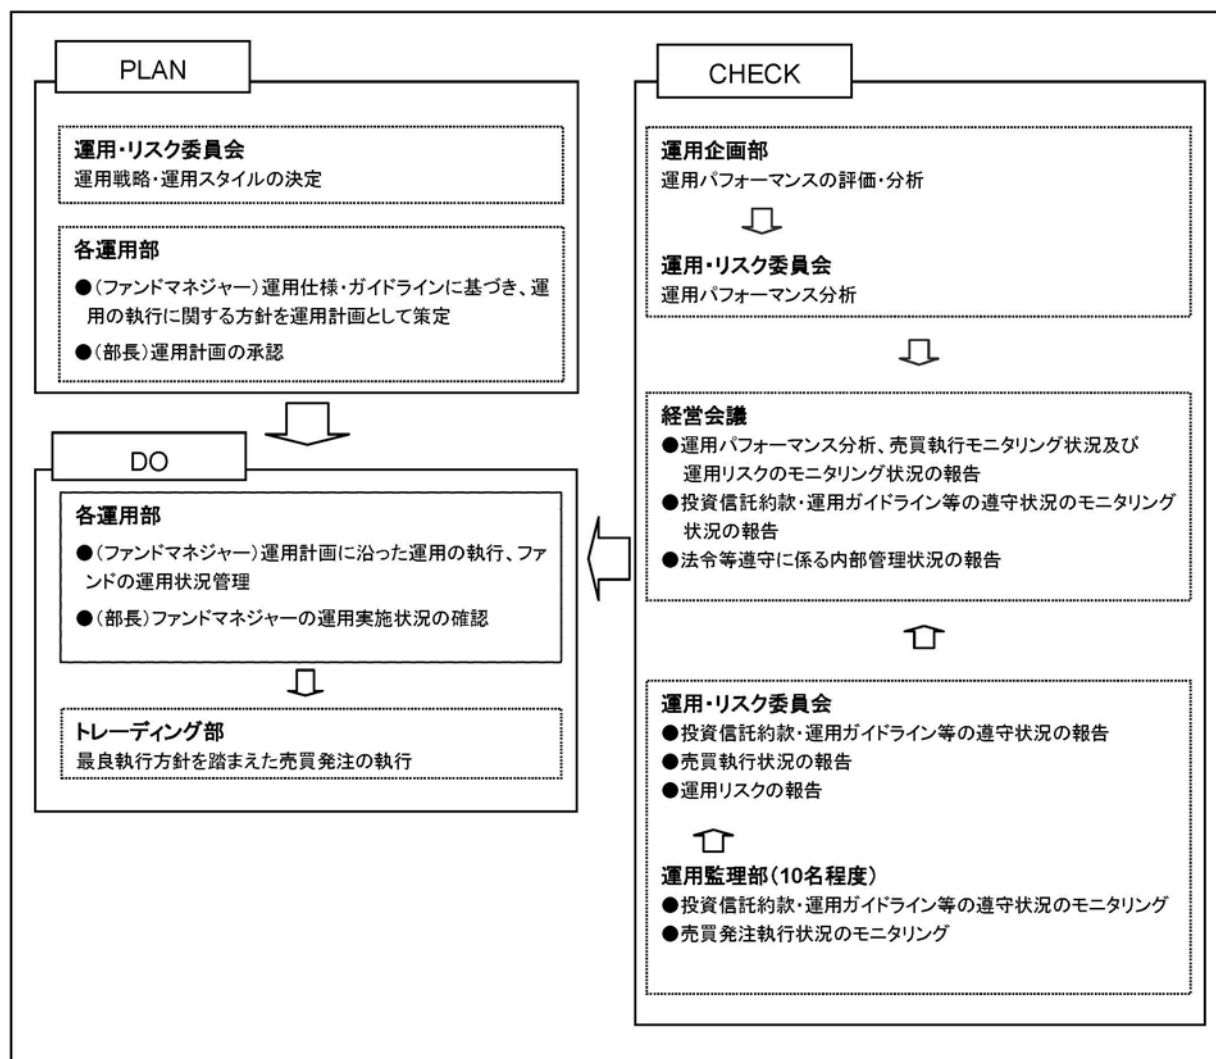 PLAN
運用・リスク委員会
運用戦略・運用スタイルの決定
各運用部
●(ファンドマネジャー)運用仕様・ガイドラインに基づき、運
用の執行に関する方針を運用計画として策定
●(部長)運用計画の承認
DO
各運用部
●(ファンドマネジャー)運用計画に沿った運用の執行、ファ
ンドの運用状況管理
●(部長)ファンドマネジャーの運用実施状況の確認
トレーディング部
最良執行方針を踏まえた売買発注の執行
CHECK
運用企画部
運用パフォーマンスの評価・分析
運用・リスク委員会
運用パフォーマンス分析
経営会議
●運用パフォーマンス分析、売買執行モニタリング状況及び
運用リスクのモニタリング状況の報告
●投資信託約款・運用ガイドライン等の遵守状況のモニタリング
状況の報告
●法令等遵守に係る内部管理状況の報告
運用・リスク委員会
●投資信託約款・運用ガイドライン等の遵守状況の報告
●売買執行状況の報告
●運用リスクの報告
運用監理部(10名程度)
●投資信託約款・運用ガイドライン等の遵守状況のモニタリング
●売買発注執行状況のモニタリング